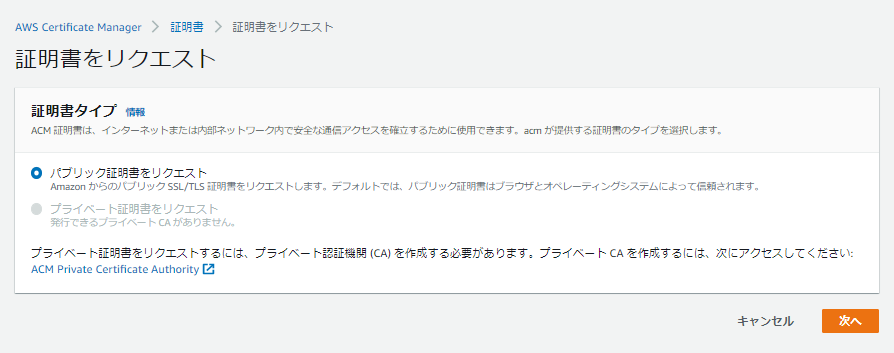 AWS Certificate Manager > 証明書 > 証明書をリクエスト
証明書をリクエスト
証明書タイプ 情報
ACM 証明書は、インターネットまたは内部ネットワーク内で安全な通信アクセスを確立するために使用できます。acm が提供する証明書のタイプを選択します。
パブリック証明書をリクエスト
Amazon からのパブリック SSL/TLS 証明書をリクエストします。デフォルトでは、パブリック証明書はブラウザとオペレーティングシステムによって信頼されます。
プライベート証明書をリクエスト
発行できるプライベート CA がありません。
プライベート証明書をリクエストするには、プライベート認証機関 (CA) を作成する必要があります。プライベート CA を作成するには、次にアクセスしてください:
ACM Private Certificate Authority
キャンセル 次へ